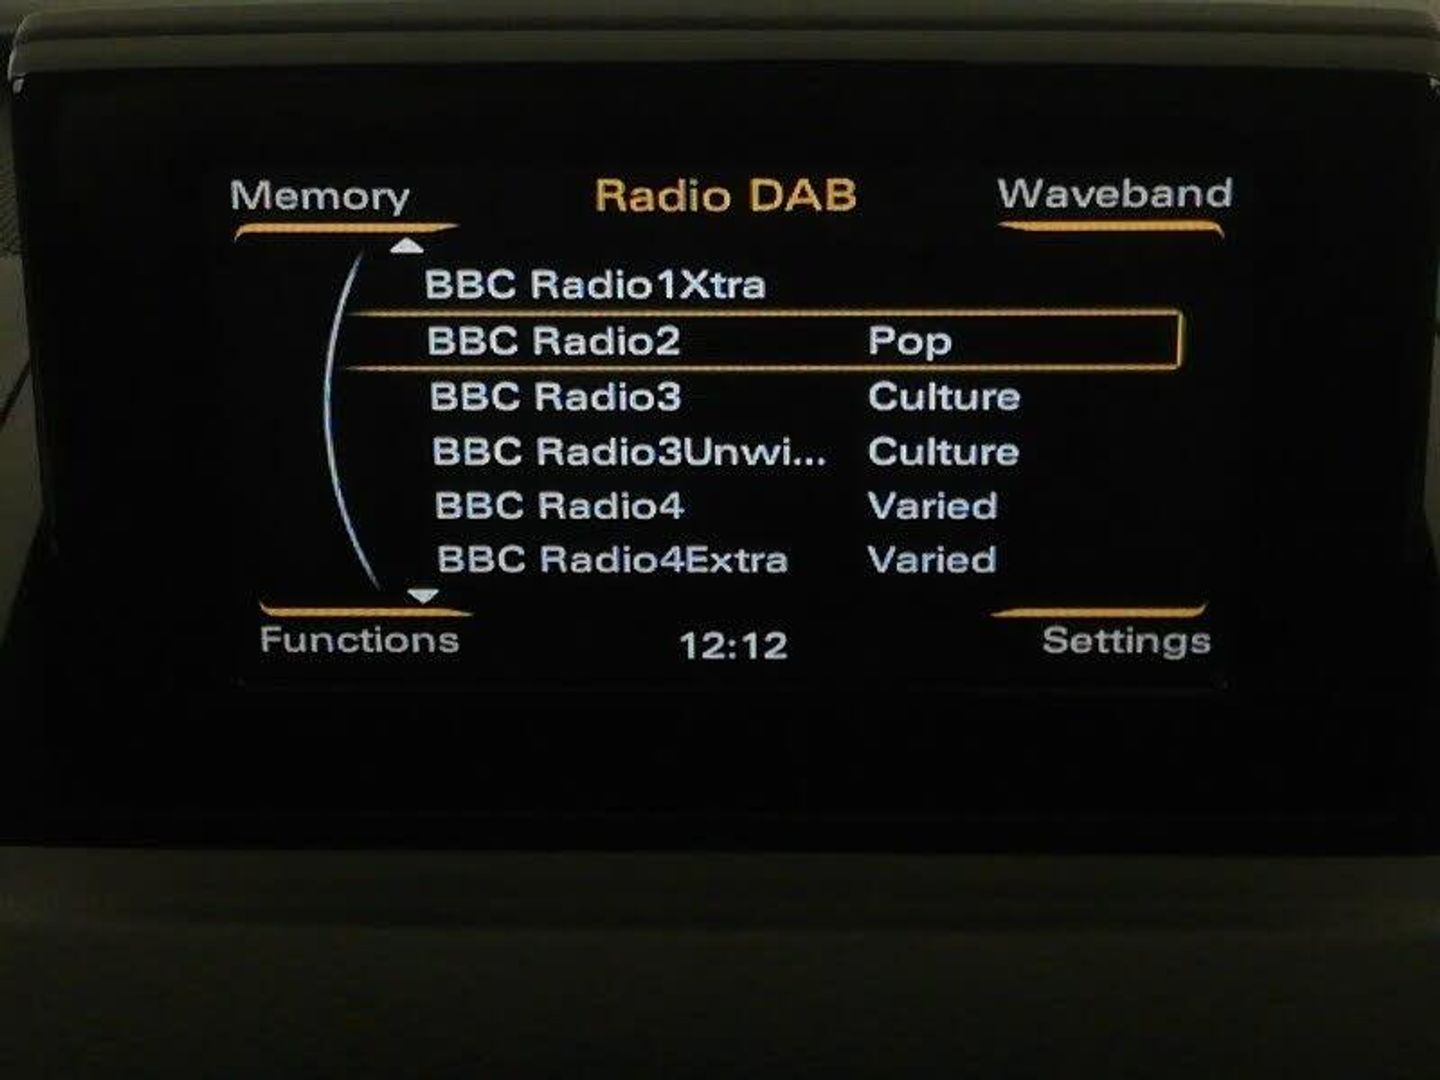 Memory Radio DAB Waveband
BBC Radio1Xtra
BBC Radio2 Pop
BBC Radio3 Culture
BBC Radio3Unwi... Culture
BBC Radio4 Varied
BBC Radio4Extra Varied
Functions 12:12 Settings